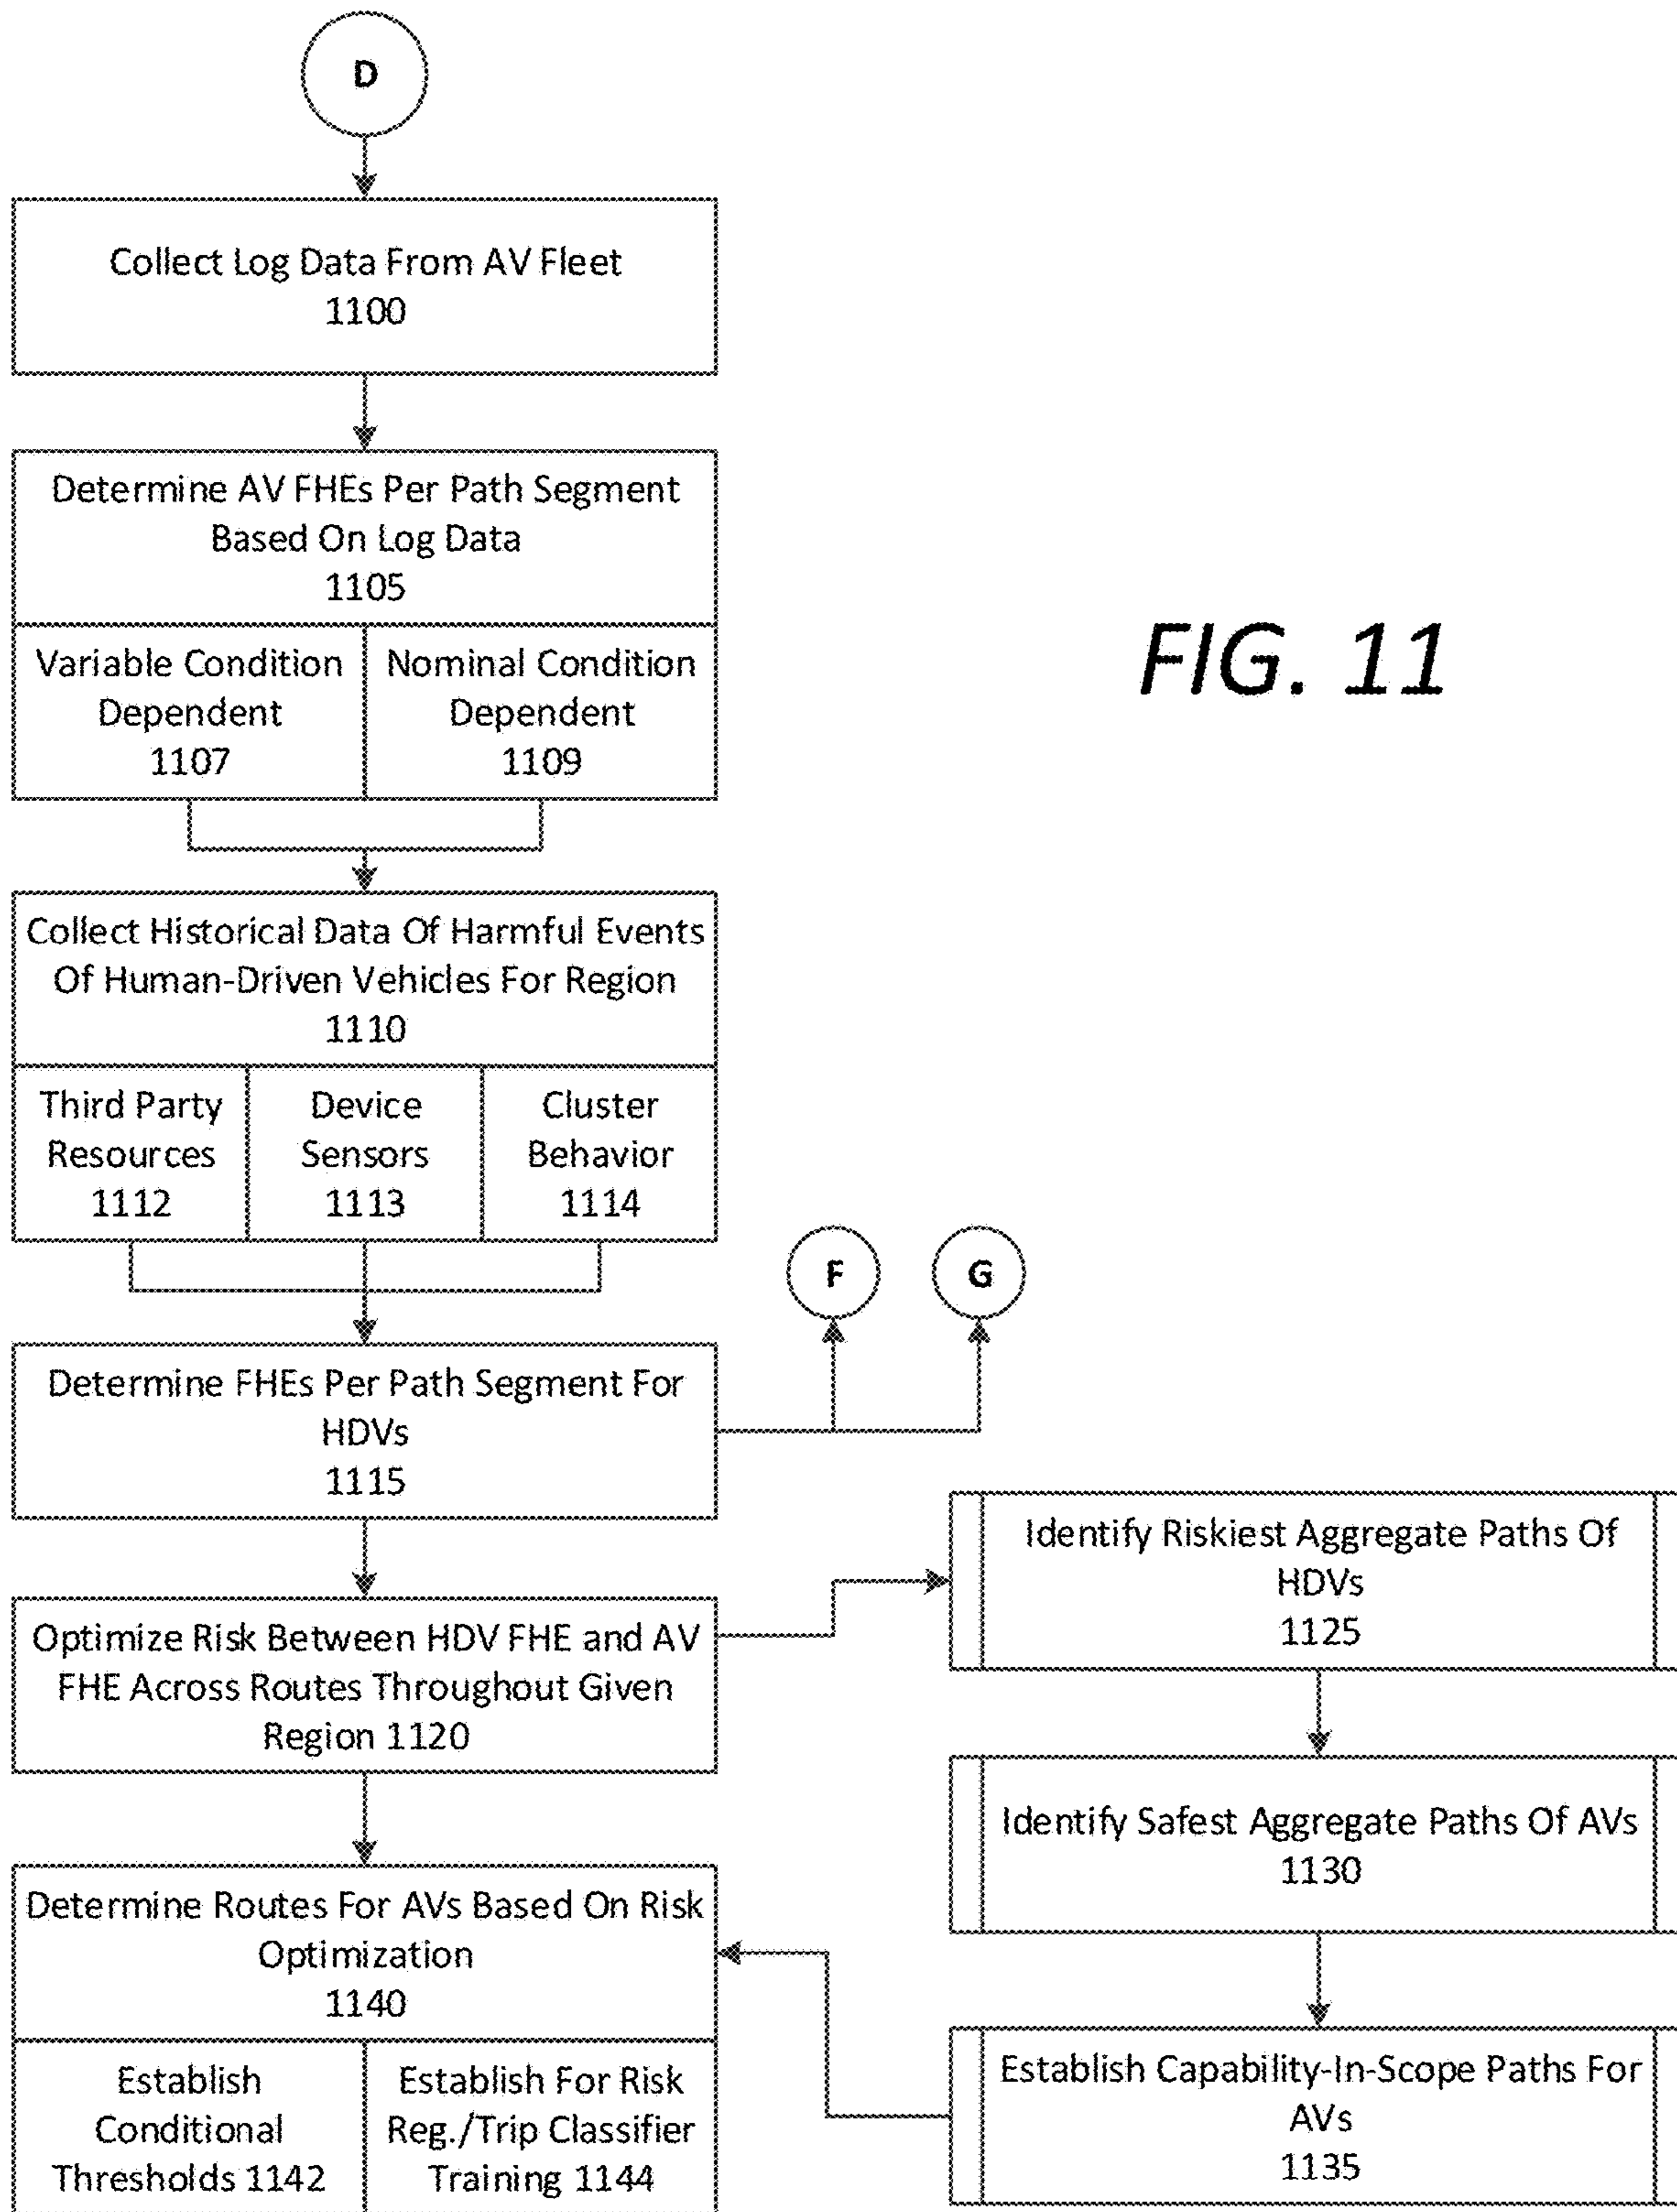 D
Collect Log Data From AV Fleet
1100
Determine AV FHEs Per Path Segment
Based On Log Data
1105
Variable Condition
Dependent
1107
Nominal Condition
Dependent
1109
FIG. 11
Collect Historical Data Of Harmful Events
Of Human-Driven Vehicles For Region
1110
Third Party
Resources
1112
Device
Sensors
1113
Cluster
Behavior
1114
F
G
Determine FHEs Per Path Segment For
HDVs
1115
Optimize Risk Between HDV FHE and AV
FHE Across Routes Throughout Given
Region 1120
Identify Riskiest Aggregate Paths Of
HDVs
1125
Identify Safest Aggregate Paths Of AVs
1130
Establish Capability-In-Scope Paths For
AVs
1135
Determine Routes For AVs Based On Risk
Optimization
1140
Establish
Conditional
Thresholds 1142
Establish For Risk
Reg./Trip Classifier
Training 1144